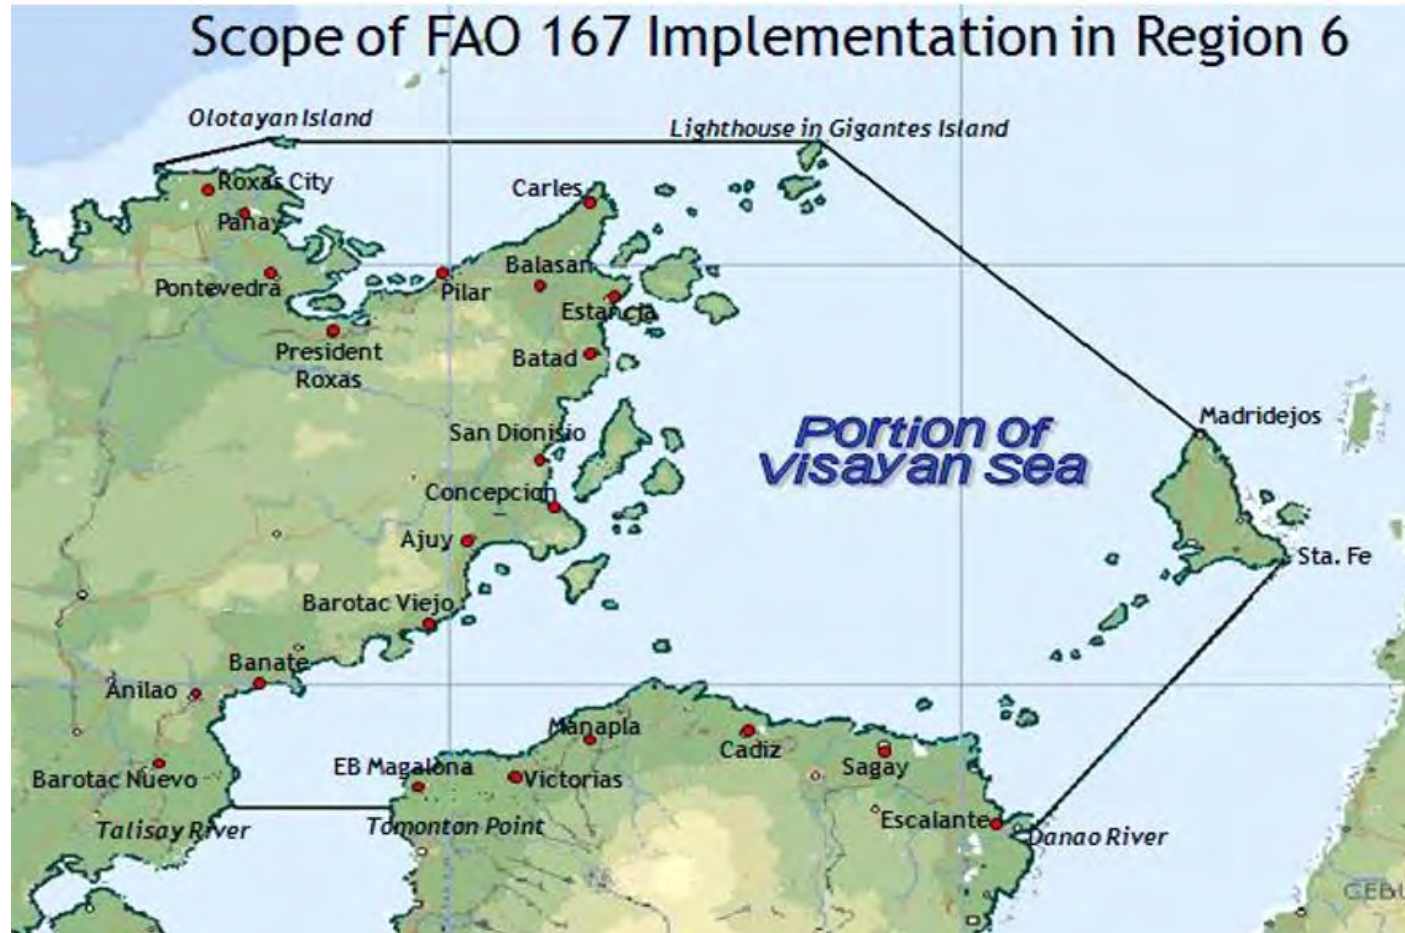 Scope of FAO 167 Implementation in Region 6
Olotayan Island
Lighthouse in Gigantes Island
Roxas City
Carles
Panay
Balasan
Pontevedra
Pilar
Estancia
President
Roxas
Batad
Madridejos
Portion of
Visayan Sea
San Dionisio
Concepcion
Ajuy
Sta. Fe
Barotac Viejo
Banate
Anilao
Manapla
Cadiz
EB Magalona
Victorias
Sagay
Barotac Nuevo
Escalante
Talisay River
Tomonton Point
Danao River